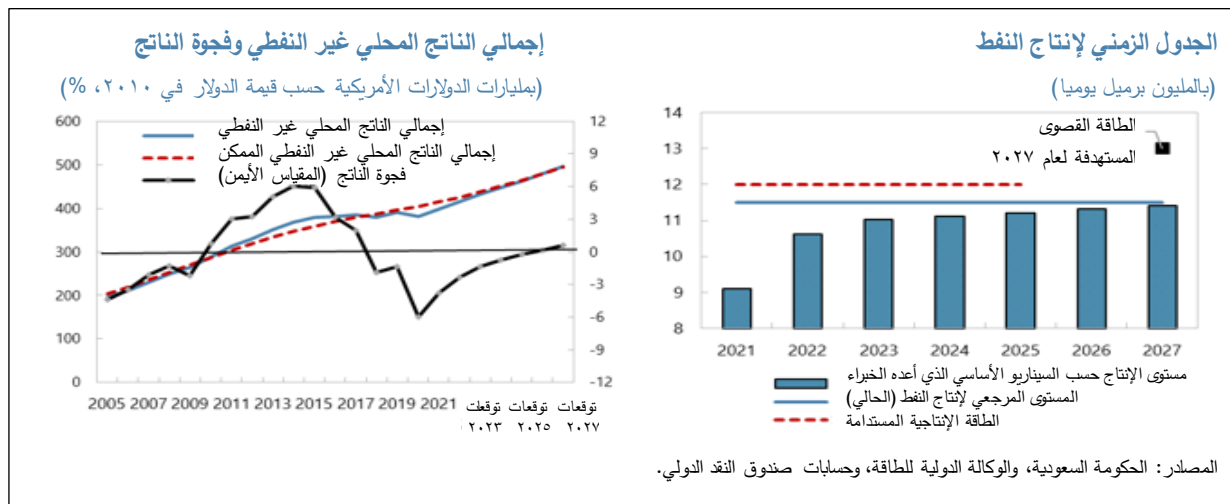 الجدول الزمني لإنتاج النفط
(بالمليون برميل يوميا)
14
13
12
11
10
9
8
الطاقة القصوى
المستهدفة لعام ٢٠٢٧
2021 2022 2023 2024 2025 2026 2027
مستوى الإنتاج حسب السيناريو الأساسي الذي أعده الخبراء
المستوى المرجعي لإنتاج النفط (الحالي)
الطاقة الإنتاجية المستدامة
إجمالي الناتج المحلي غير النفطي وفجوة الناتج
(بمليارات الدولارات الأمريكية حسب قيمة الدولار في ٢٠١٠، %)
600
500
400
300
200
100
0
إجمالي الناتج المحلي غير النفطي
إجمالي الناتج المحلي غير النفطي الممكن
فجوة الناتج (المقياس الأيمن)
12
9
6
3
0
-3
-6
-9
-12
2005 2007 2009 2011 2013 2015 2017 2019 2021
توقعات ٢٠٢٣
توقعات ٢٠٢٥
توقعات ٢٠٢٧
المصادر: الحكومة السعودية، والوكالة الدولية للطاقة، وحسابات صندوق النقد الدولي.